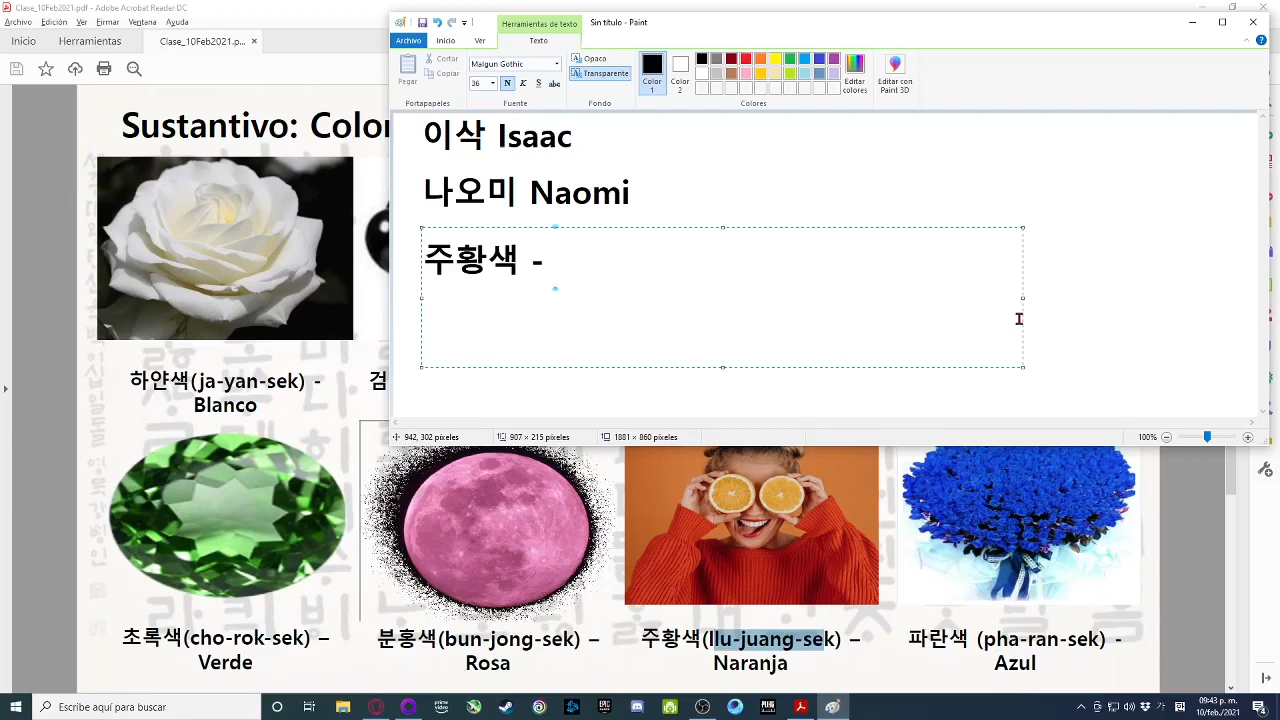 Clase_10Feb2021.pdf - Adobe Acrobat Reader DC
Archivo Edición Ver Firmar Ventana Ayuda
Inicio Herramientas Clase_10Feb2021.p...
Herramientas de texto Sin título - Paint
Archivo Inicio Ver Texto
Pegar Cortar Copiar
Malgun Gothic
36 N K S abc
Opaco
Transparente
Color 1
Color 2
Editar colores
Editar con Paint 3D
Portapapeles Fuente Fondo Colores
이삭 Isaac
나오미 Naomi
주황색 -
942, 302 píxeles 907 × 215 píxeles 1881 × 860 píxeles 100%
Sustantivo: Color
하얀색(ja-yan-sek) -
Blanco
검
초록색(cho-rok-sek) –
Verde
분홍색(bun-jong-sek) –
Rosa
주황색(llu-juang-sek) –
Naranja
파란색 (pha-ran-sek) -
Azul
Escribe aquí para buscar
prime video
EPIC GAMES
PUBG
가
09:43 p. m.
10/feb./2021